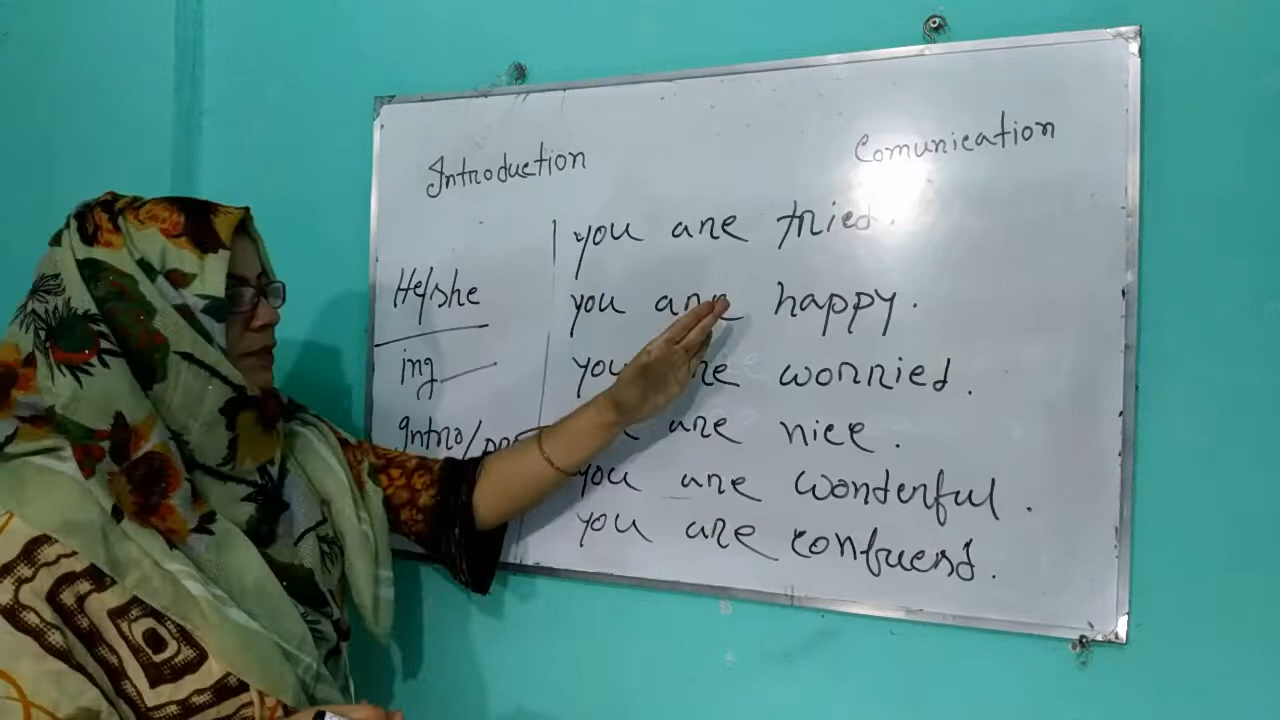 Introduction
Comunication
He/she
ing
Intro/
you are tried.
you are happy.
you are worried.
are nice.
you are wonderful.
you are confuesd.